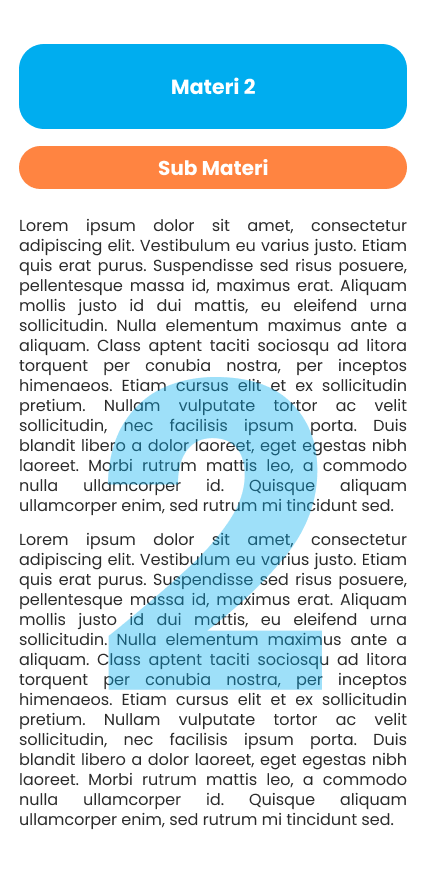 Materi 2
Sub Materi
Lorem ipsum dolor sit amet, consectetur
adipiscing elit. Vestibulum eu varius justo. Etiam
quis erat purus. Suspendisse sed risus posuere,
pellentesque massa id, maximus erat. Aliquam
mollis justo id dui mattis, eu eleifend urna
sollicitudin. Nulla elementum maximus ante a
aliquam. Class aptent taciti sociosqu ad litora
torquent per conubia nostra, per inceptos
himenaeos. Etiam cursus elit et ex sollicitudin
pretium. Nullam vulputate tortor ac velit
sollicitudin, nec facilisis ipsum porta. Duis
blandit libero a dolor laoreet, eget egestas nibh
laoreet. Morbi rutrum mattis leo, a commodo
nulla ullamcorper id. Quisque aliquam
ullamcorper enim, sed rutrum mi tincidunt sed.
Lorem ipsum dolor sit amet, consectetur
adipiscing elit. Vestibulum eu varius justo. Etiam
quis erat purus. Suspendisse sed risus posuere,
pellentesque massa id, maximus erat. Aliquam
mollis justo id dui mattis, eu eleifend urna
sollicitudin. Nulla elementum maximus ante a
aliquam. Class aptent taciti sociosqu ad litora
torquent per conubia nostra, per inceptos
himenaeos. Etiam cursus elit et ex sollicitudin
pretium. Nullam vulputate tortor ac velit
sollicitudin, nec facilisis ipsum porta. Duis
blandit libero a dolor laoreet, eget egestas nibh
laoreet. Morbi rutrum mattis leo, a commodo
nulla ullamcorper id. Quisque aliquam
ullamcorper enim, sed rutrum mi tincidunt sed.
2